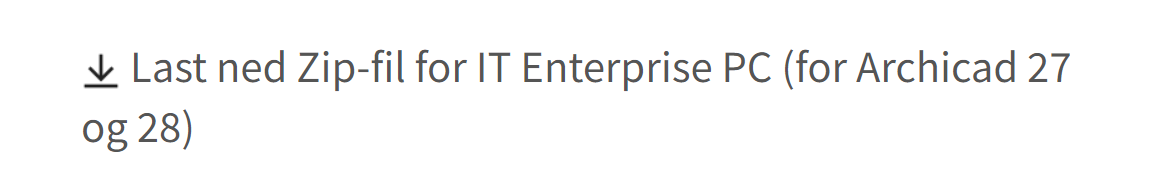 Last ned Zip-fil for IT Enterprise PC (for Archicad 27
og 28)